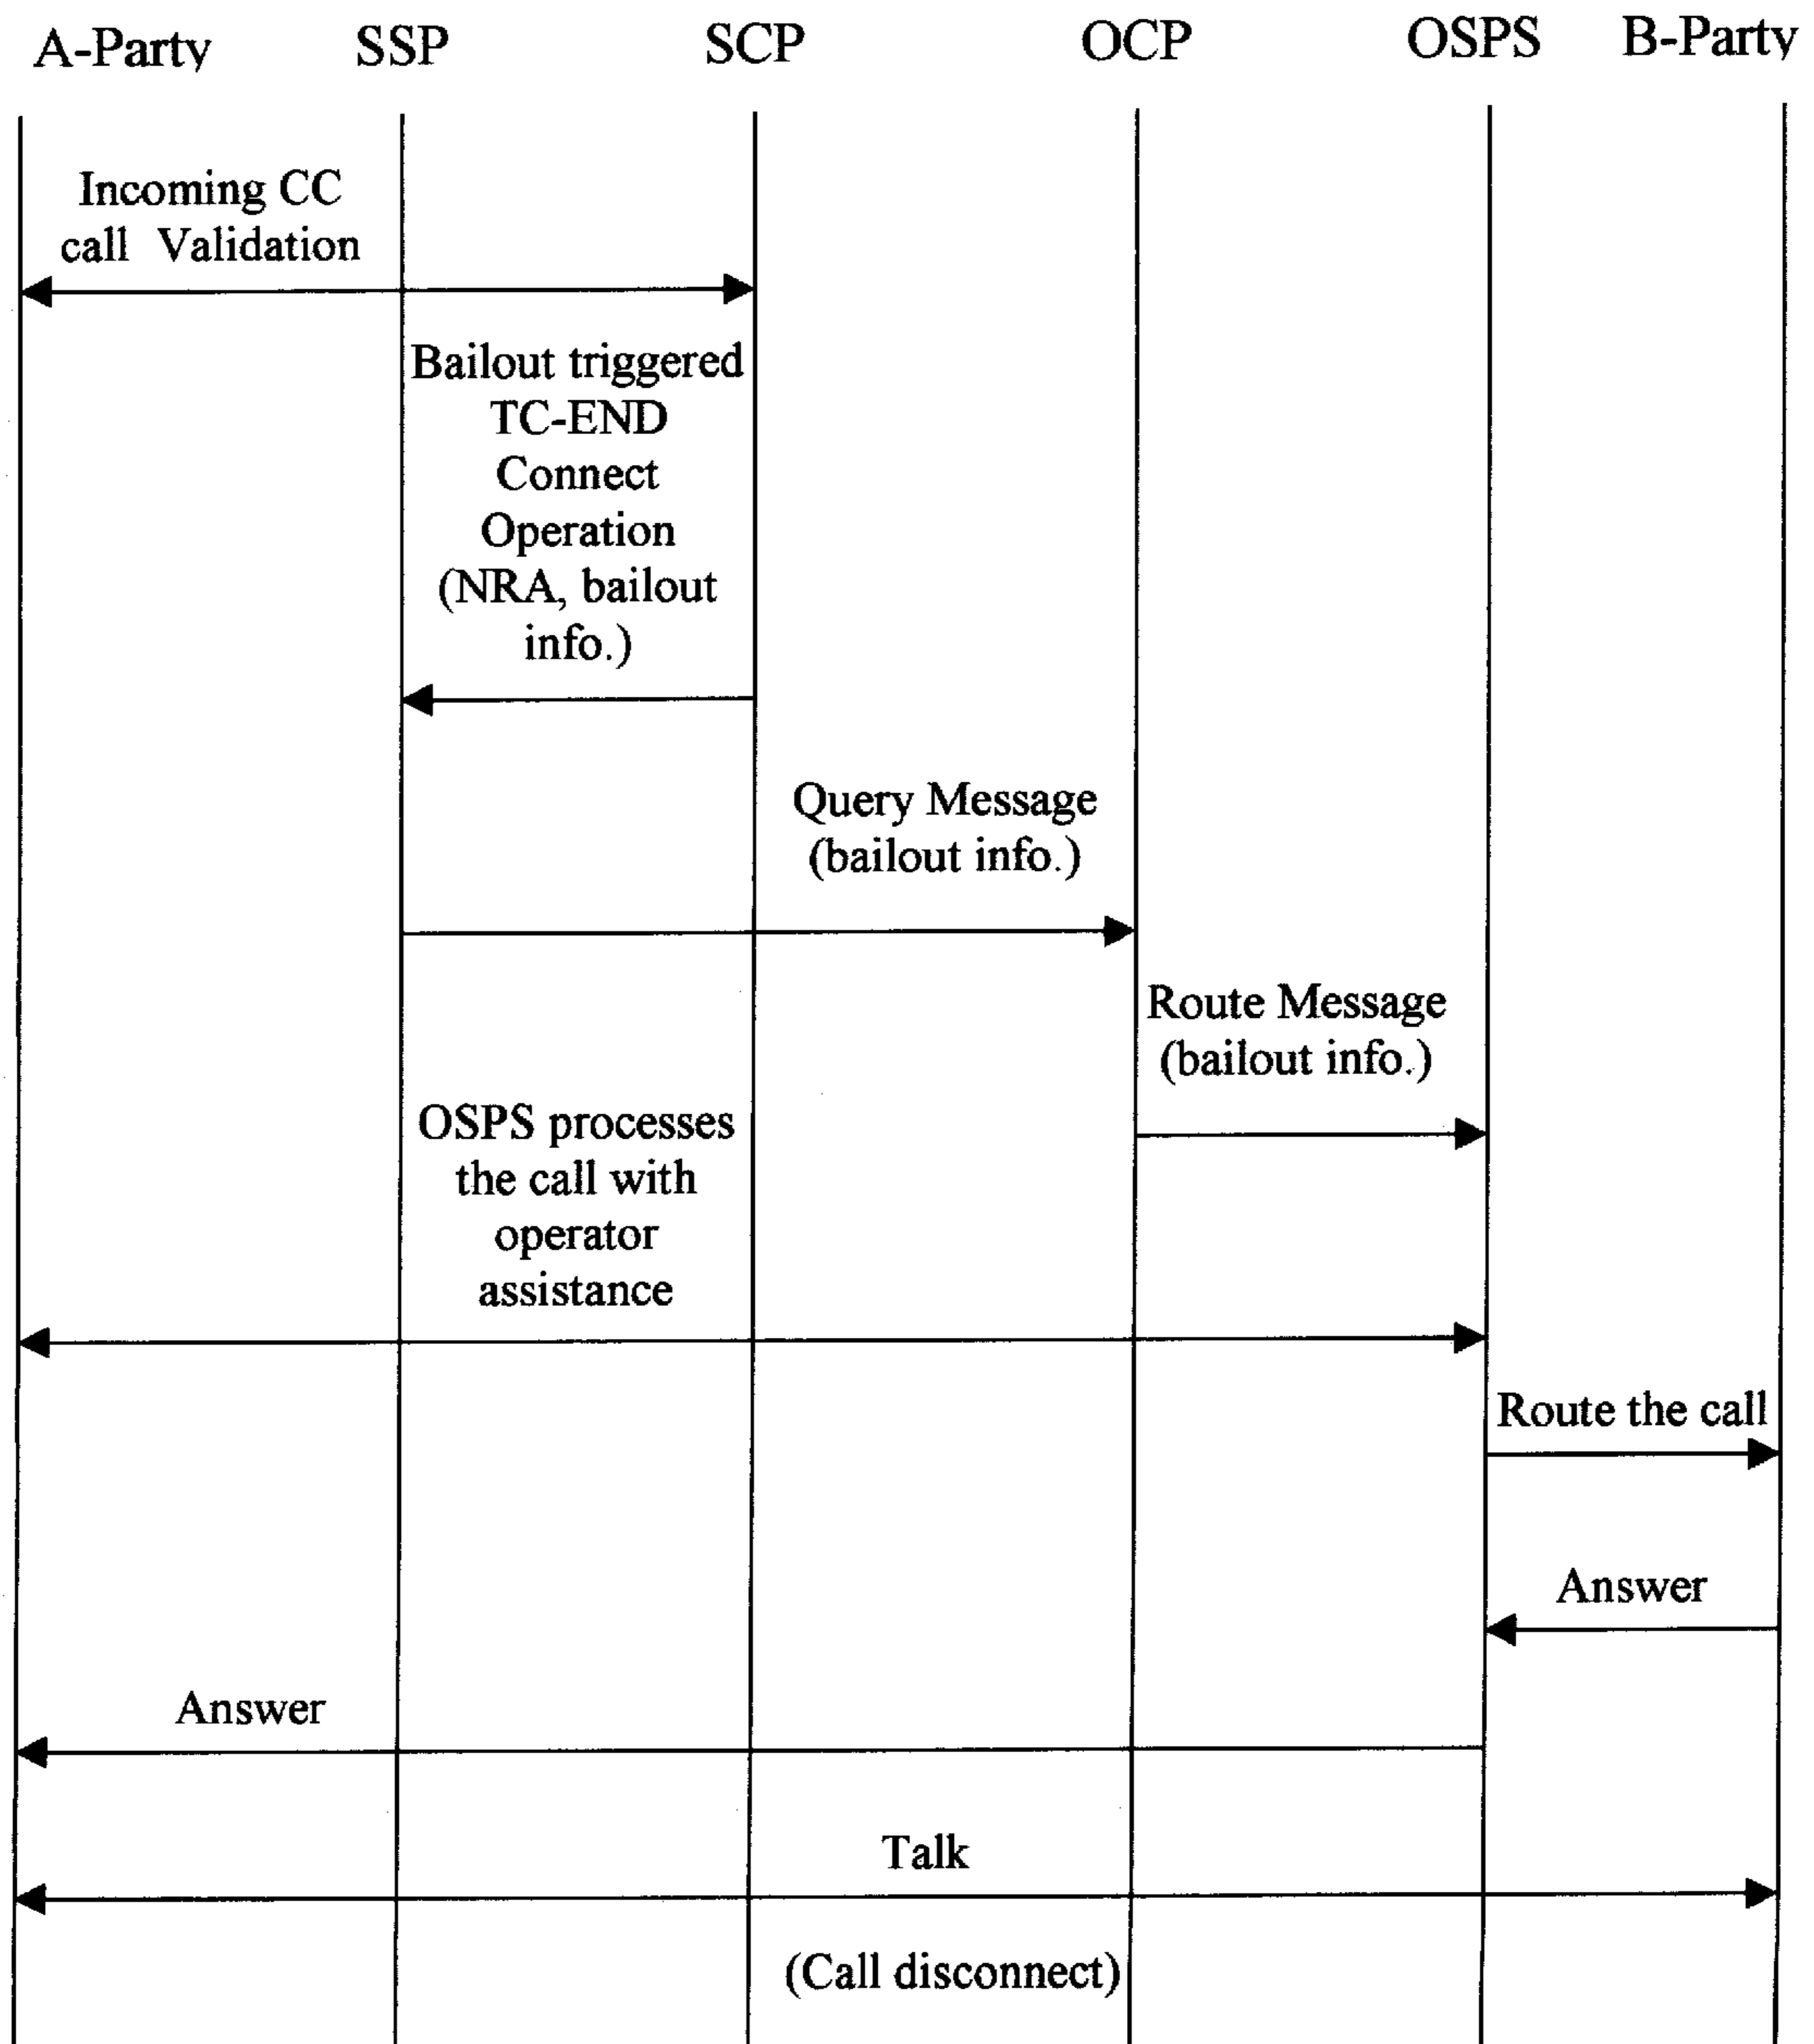 A-Party SSP SCP OCP OSPS B-Party
Incoming CC
call Validation
Bailout triggered
TC-END
Connect
Operation
(NRA, bailout
info.)
Query Message
(bailout info.)
Route Message
(bailout info.)
OSPS processes
the call with
operator
assistance
Route the call
Answer
Answer
Talk
(Call disconnect)